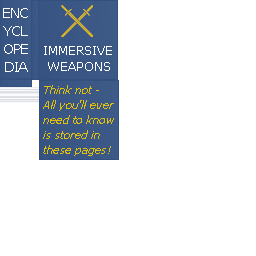 ENC
YCL
OPE
DIA
IMMERSIVE
WEAPONS
Think not -
All you'll ever
need to know
is stored in
these pages!